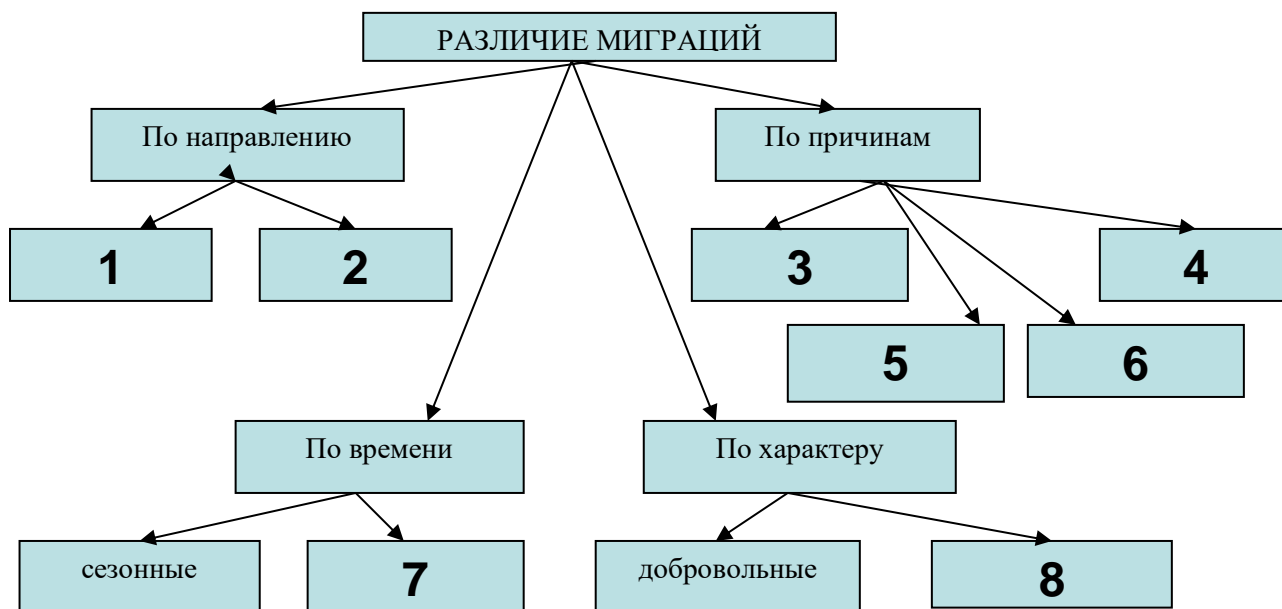 РАЗЛИЧИЕ МИГРАЦИЙ
По направлению
По причинам
1
2
3
4
5
6
По времени
По характеру
сезонные
7
добровольные
8